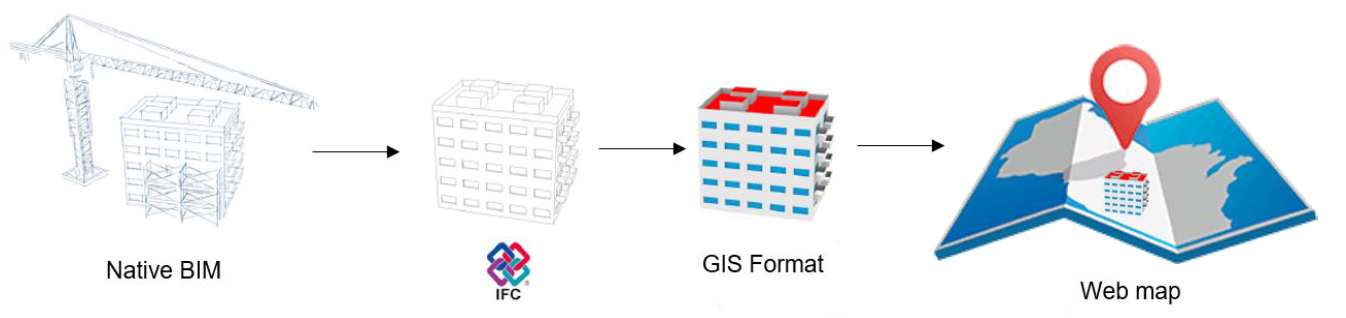 Native BIM
IFC
GIS Format
Web map